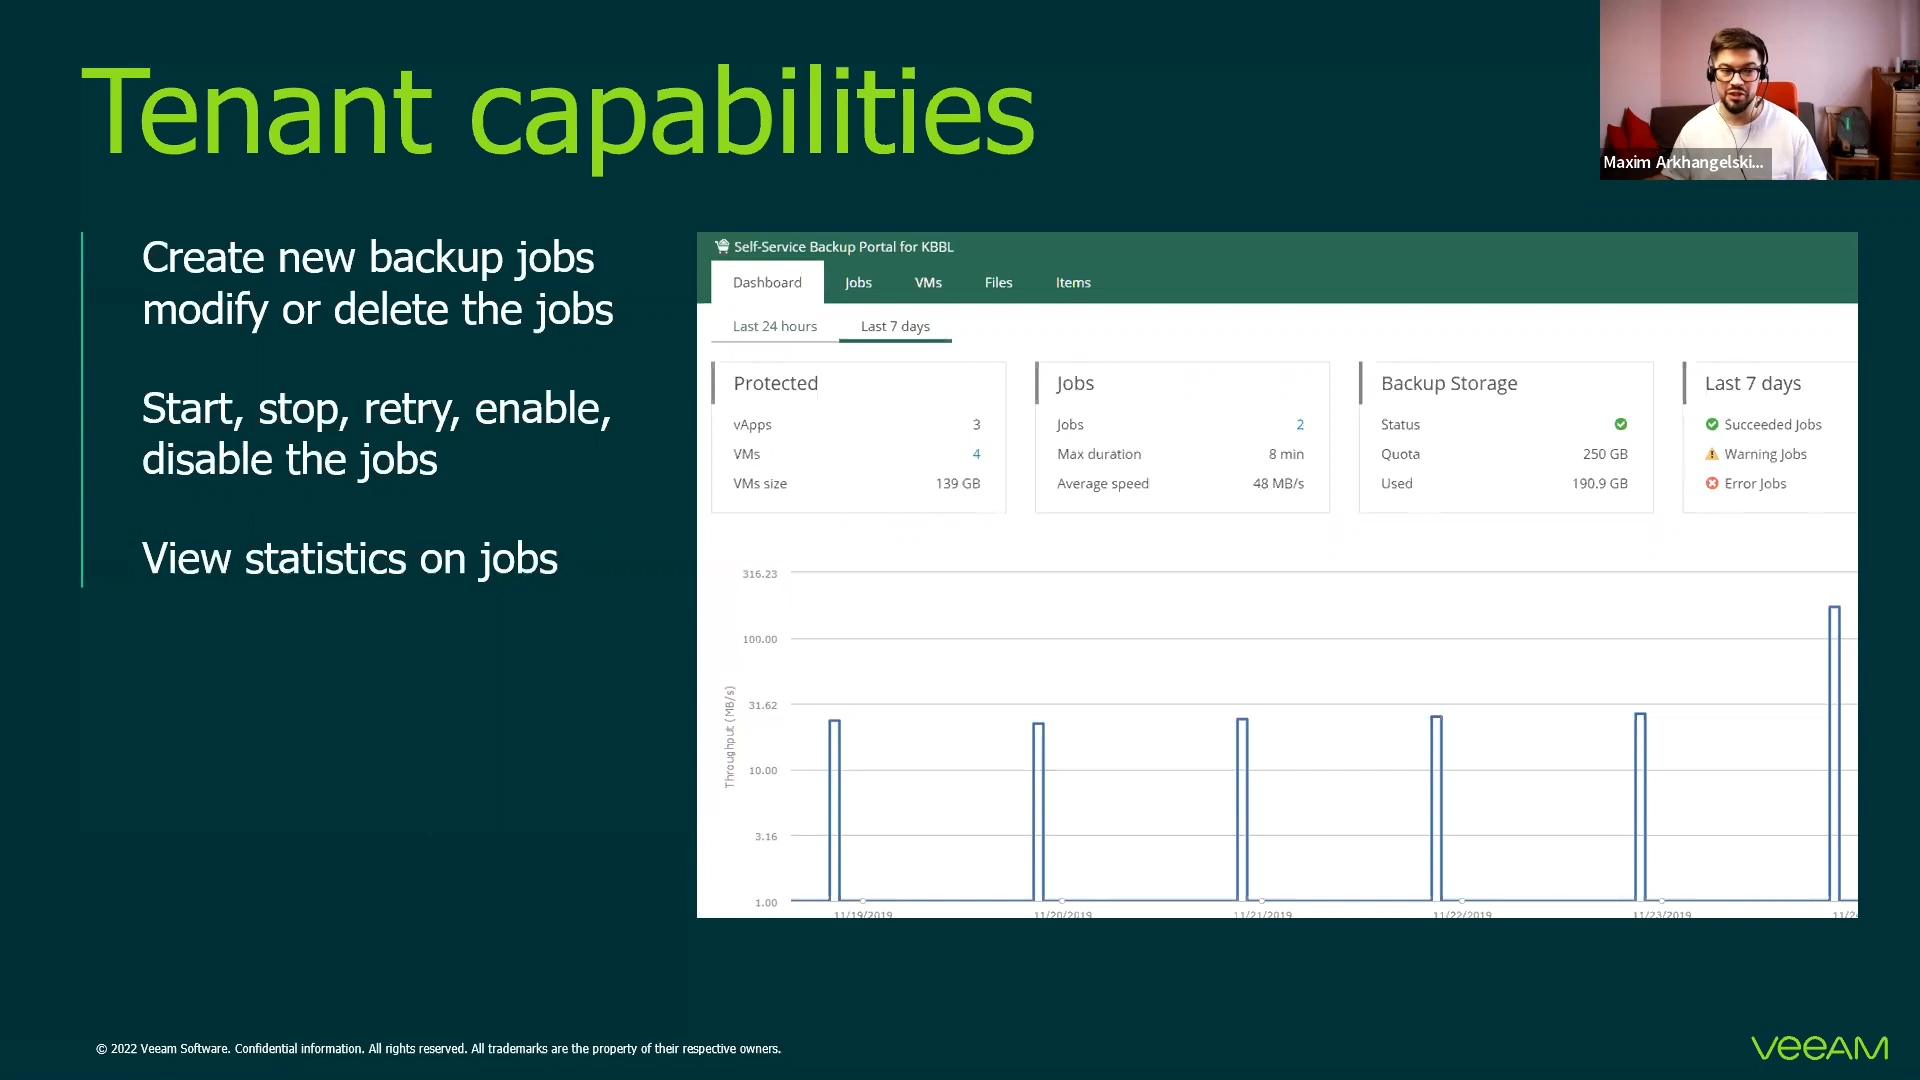 Tenant capabilities
Maxim Arkhangelski...
Create new backup jobs
modify or delete the jobs
Start, stop, retry, enable,
disable the jobs
View statistics on jobs
Self-Service Backup Portal for KBBL
Dashboard Jobs VMs Files Items
Last 24 hours Last 7 days
Protected
vApps 3
VMs 4
VMs size 139 GB
Jobs
Jobs 2
Max duration 8 min
Average speed 48 MB/s
Backup Storage
Status
Quota 250 GB
Used 190.9 GB
Last 7 days
Succeeded Jobs
Warning Jobs
Error Jobs
Throughput (MB/s)
316.23
100.00
31.62
10.00
3.16
1.00
11/19/2019 11/20/2019 11/21/2019 11/22/2019 11/23/2019
© 2022 Veeam Software. Confidential information. All rights reserved. All trademarks are the property of their respective owners.
veeam